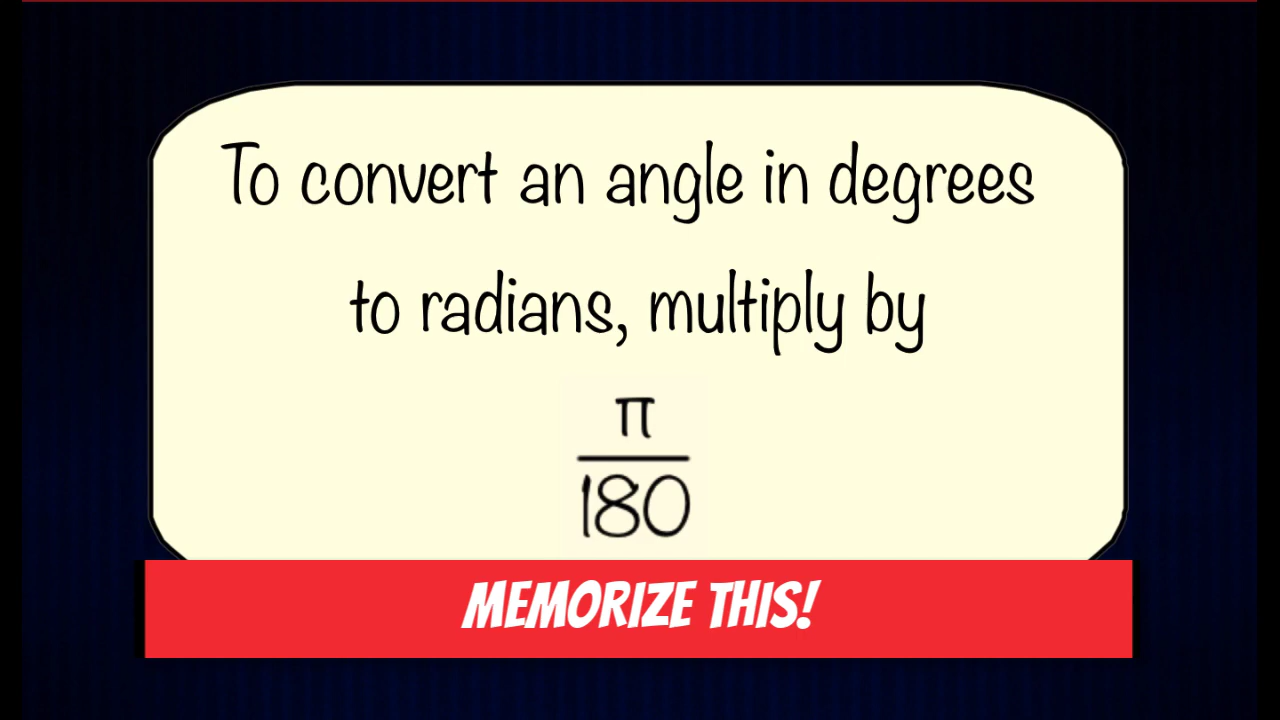 To convert an angle in degrees
to radians, multiply by
π
180
MEMORIZE THIS!